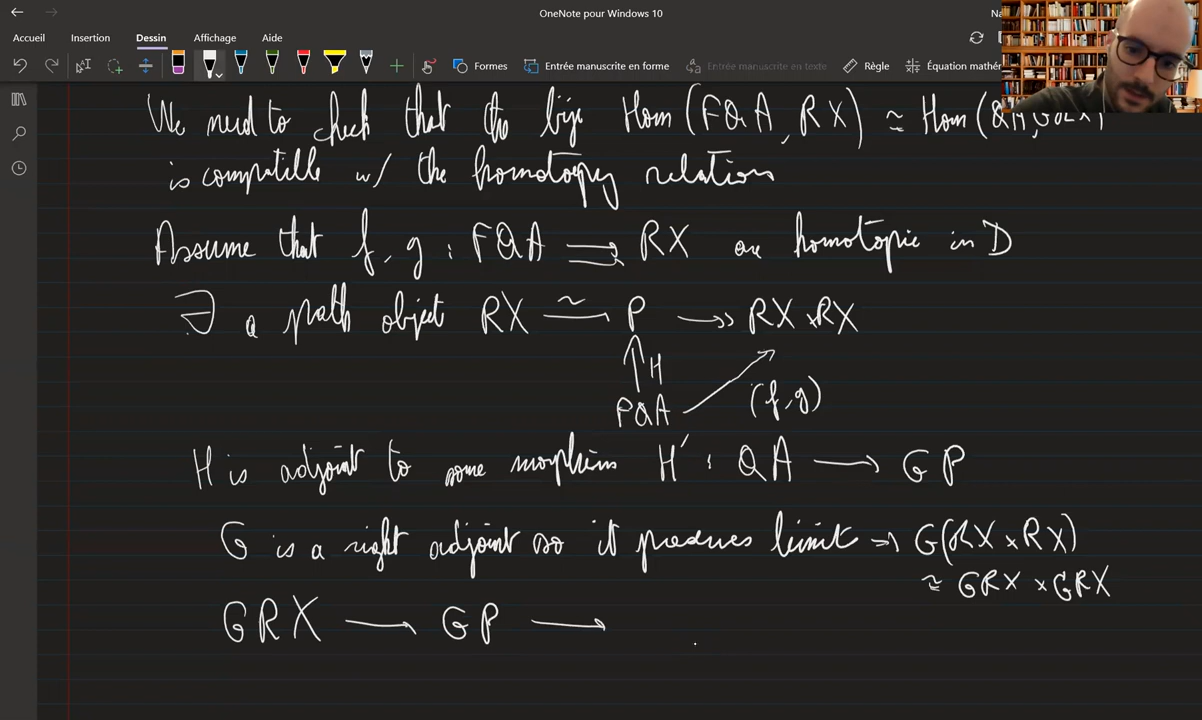 OneNote pour Windows 10
Accueil Insertion Dessin Affichage Aide
Formes Entrée manuscrite en forme Entrée manuscrite en texte Règle Équation mathé
We need to check that the bije Hom (FQA, RX) ≈ Hom (QA, GRX)
is compatible w/ the homotopy relation
Assume that f, g : FQA ⇉ RX are homotopic in D
∃ a path object RX ~→ P ↠ RX × RX
↑ H
FQA ↗ (f, g)
H is adjoint to some morphism H' : QA → GP
G is a right adjoint so it preserves limit → G(RX × RX)
≈ GRX × GRX
GRX → GP →